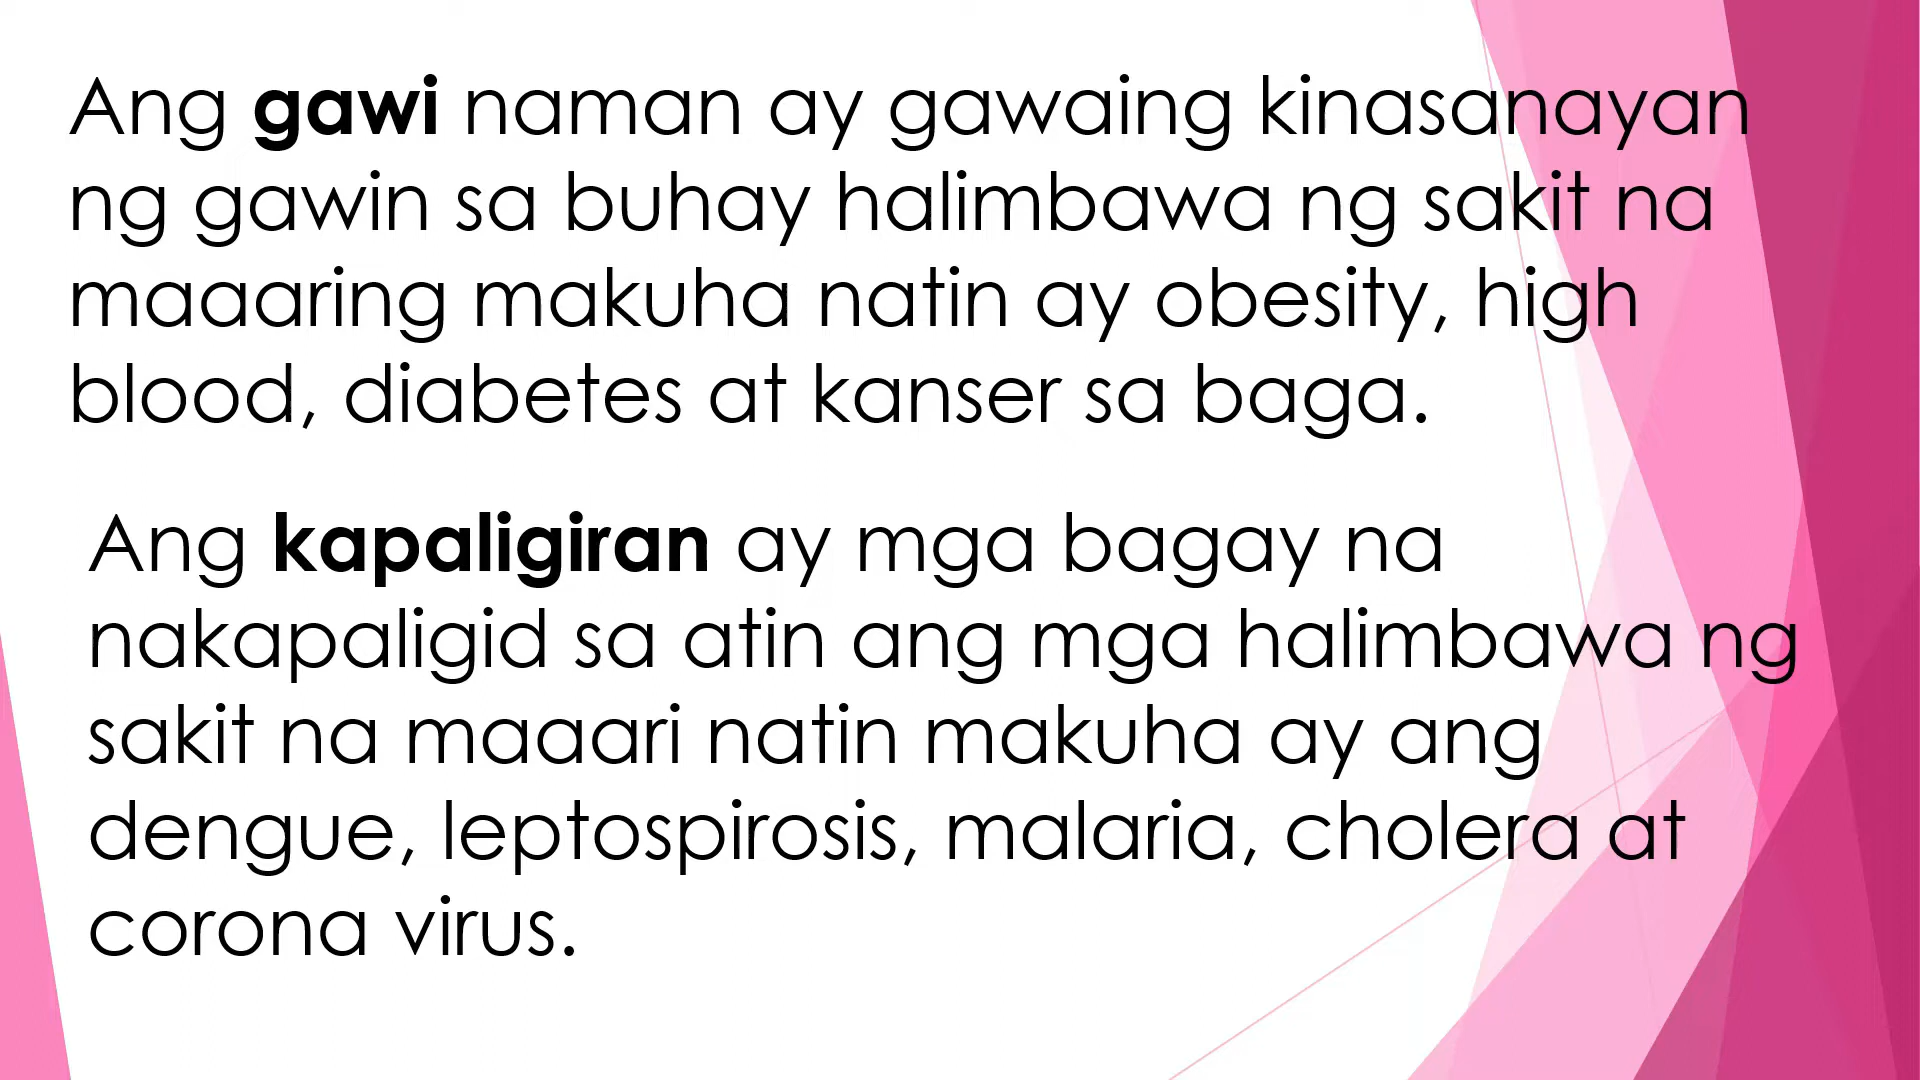 Ang gawi naman ay gawaing kinasanayan
ng gawin sa buhay halimbawa ng sakit na
maaaring makuha natin ay obesity, high
blood, diabetes at kanser sa baga.
Ang kapaligiran ay mga bagay na
nakapaligid sa atin ang mga halimbawa ng
sakit na maaari natin makuha ay ang
dengue, leptospirosis, malaria, cholera at
corona virus.